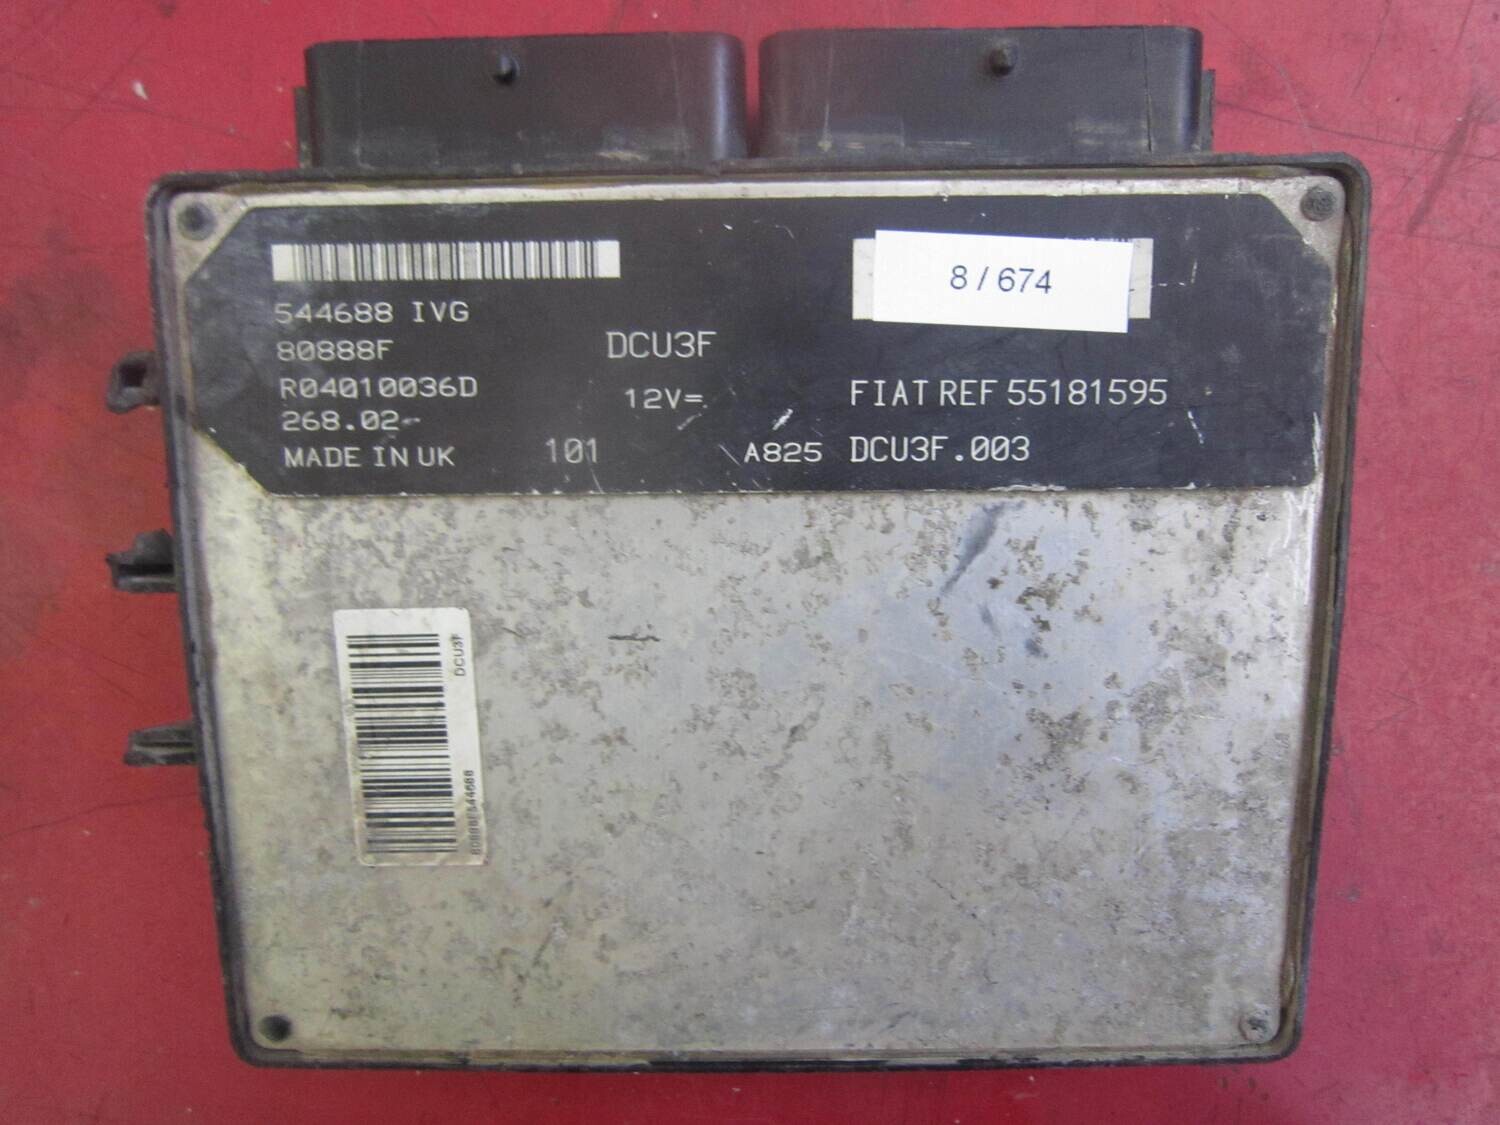 544688 IVG
80888F
R04010036D
268.02-
MADE IN UK
101
DCU3F
12V=
8 / 674
FIAT REF 55181595
A825 DCU3F.003
DCU3F
80888F544688